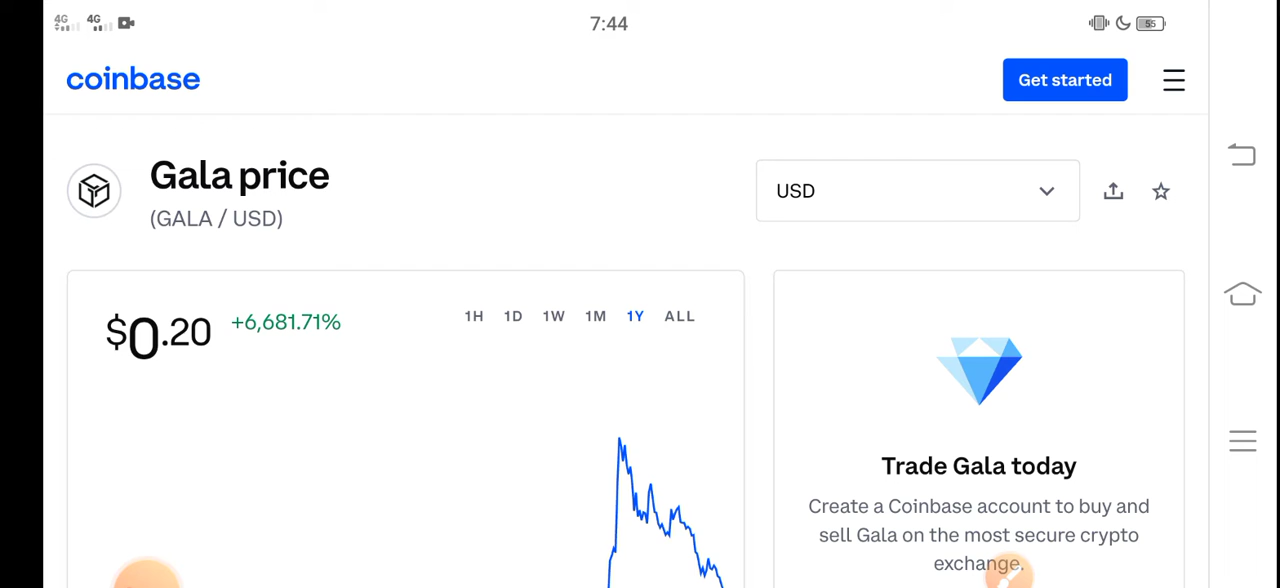 4G 4G 7:44 55
coinbase Get started
Gala price
(GALA / USD)
USD
$0.20 +6,681.71% 1H 1D 1W 1M 1Y ALL
Trade Gala today
Create a Coinbase account to buy and
sell Gala on the most secure crypto
exchange.